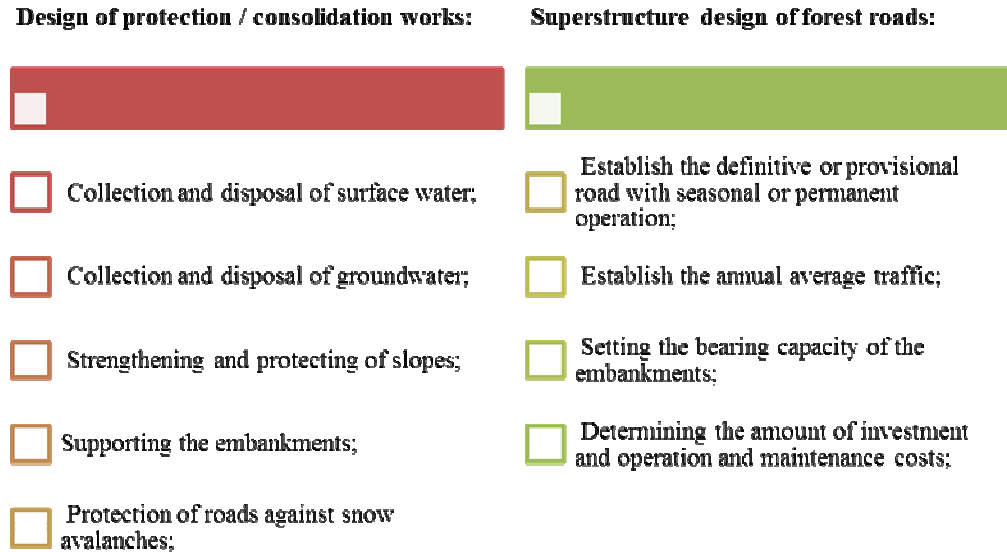 Design of protection / consolidation works:
Collection and disposal of surface water;
Collection and disposal of groundwater;
Strengthening and protecting of slopes;
Supporting the embankments;
Protection of roads against snow
avalanches;
Superstructure design of forest roads:
Establish the definitive or provisional
road with seasonal or permanent
operation;
Establish the annual average traffic;
Setting the bearing capacity of the
embankments;
Determining the amount of investment
and operation and maintenance costs;